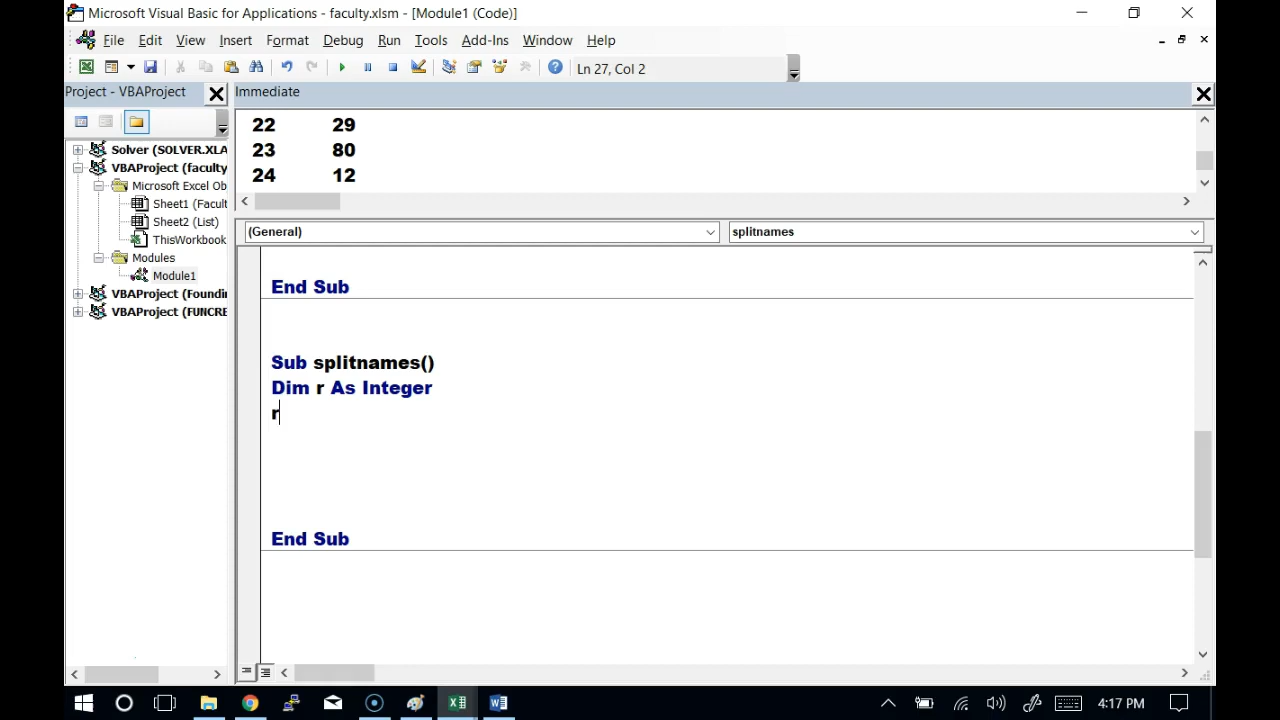 Microsoft Visual Basic for Applications - faculty.xlsm - [Module1 (Code)]
File Edit View Insert Format Debug Run Tools Add-Ins Window Help
Ln 27, Col 2
Project - VBAProject
Immediate
22 29
23 80
24 12
Solver (SOLVER.XLA
VBAProject (faculty
Microsoft Excel Ob
Sheet1 (Facult
Sheet2 (List)
ThisWorkbook
Modules
Module1
VBAProject (Foundi
VBAProject (FUNCRE
(General) splitnames
End Sub
Sub splitnames()
Dim r As Integer
r
End Sub
4:17 PM